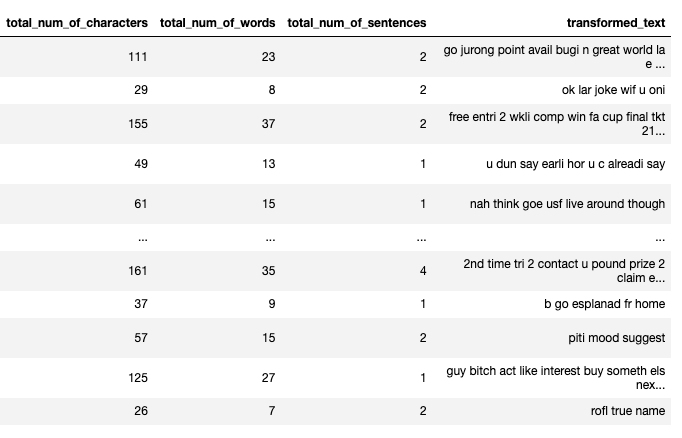 total_num_of_characters total_num_of_words total_num_of_sentences transformed_text
111 23 2 go jurong point avail bugi n great world la
e ...
29 8 2 ok lar joke wif u oni
155 37 2 free entri 2 wkli comp win fa cup final tkt
21...
49 13 1 u dun say earli hor u c alreadi say
61 15 1 nah think goe usf live around though
... ... ... ...
161 35 4 2nd time tri 2 contact u pound prize 2
claim e...
37 9 1 b go esplanad fr home
57 15 2 piti mood suggest
125 27 1 guy bitch act like interest buy someth els
nex...
26 7 2 rofl true name